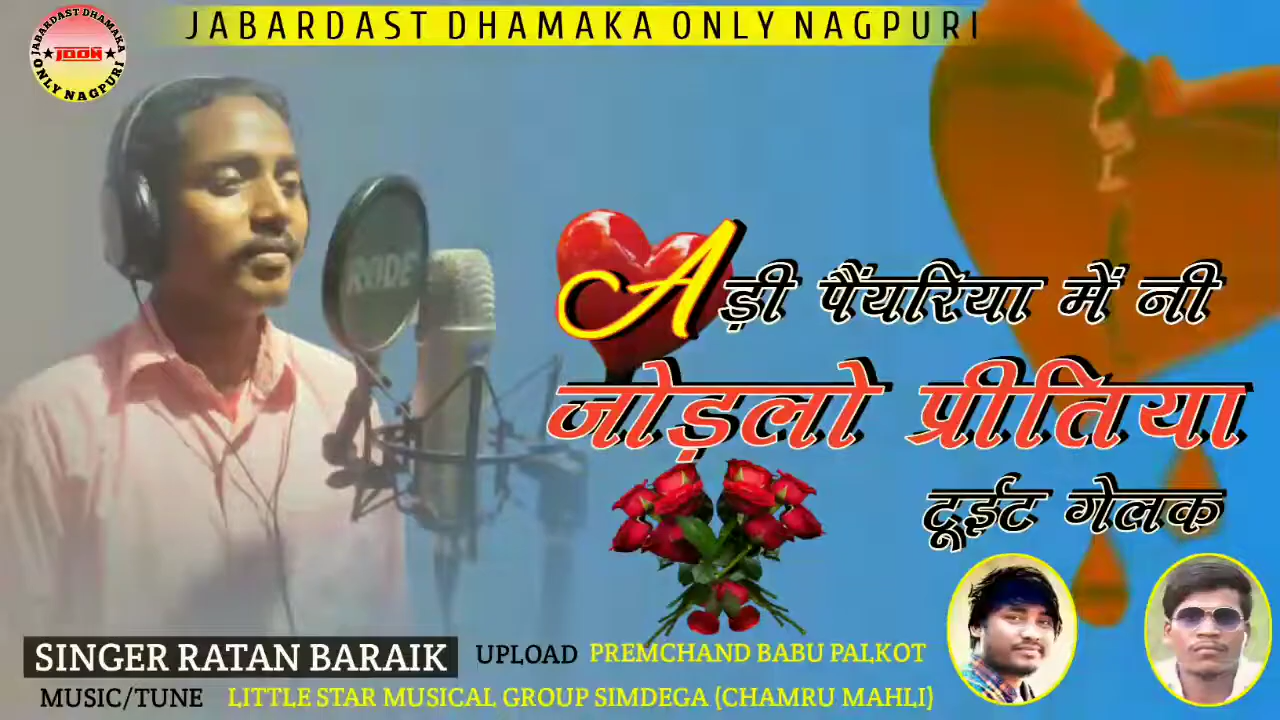 JABARDAST DHAMAKA ONLY NAGPURI
JABARDAST DHAMAKA
JDON
ONLY NAGPURI
RODE
Aड़ी पैंयरिया में नी
जोड़लो प्रीतिया
टूईट गेलक
SINGER RATAN BARAIK
UPLOAD PREMCHAND BABU PALKOT
MUSIC/TUNE LITTLE STAR MUSICAL GROUP SIMDEGA (CHAMRU MAHLI)